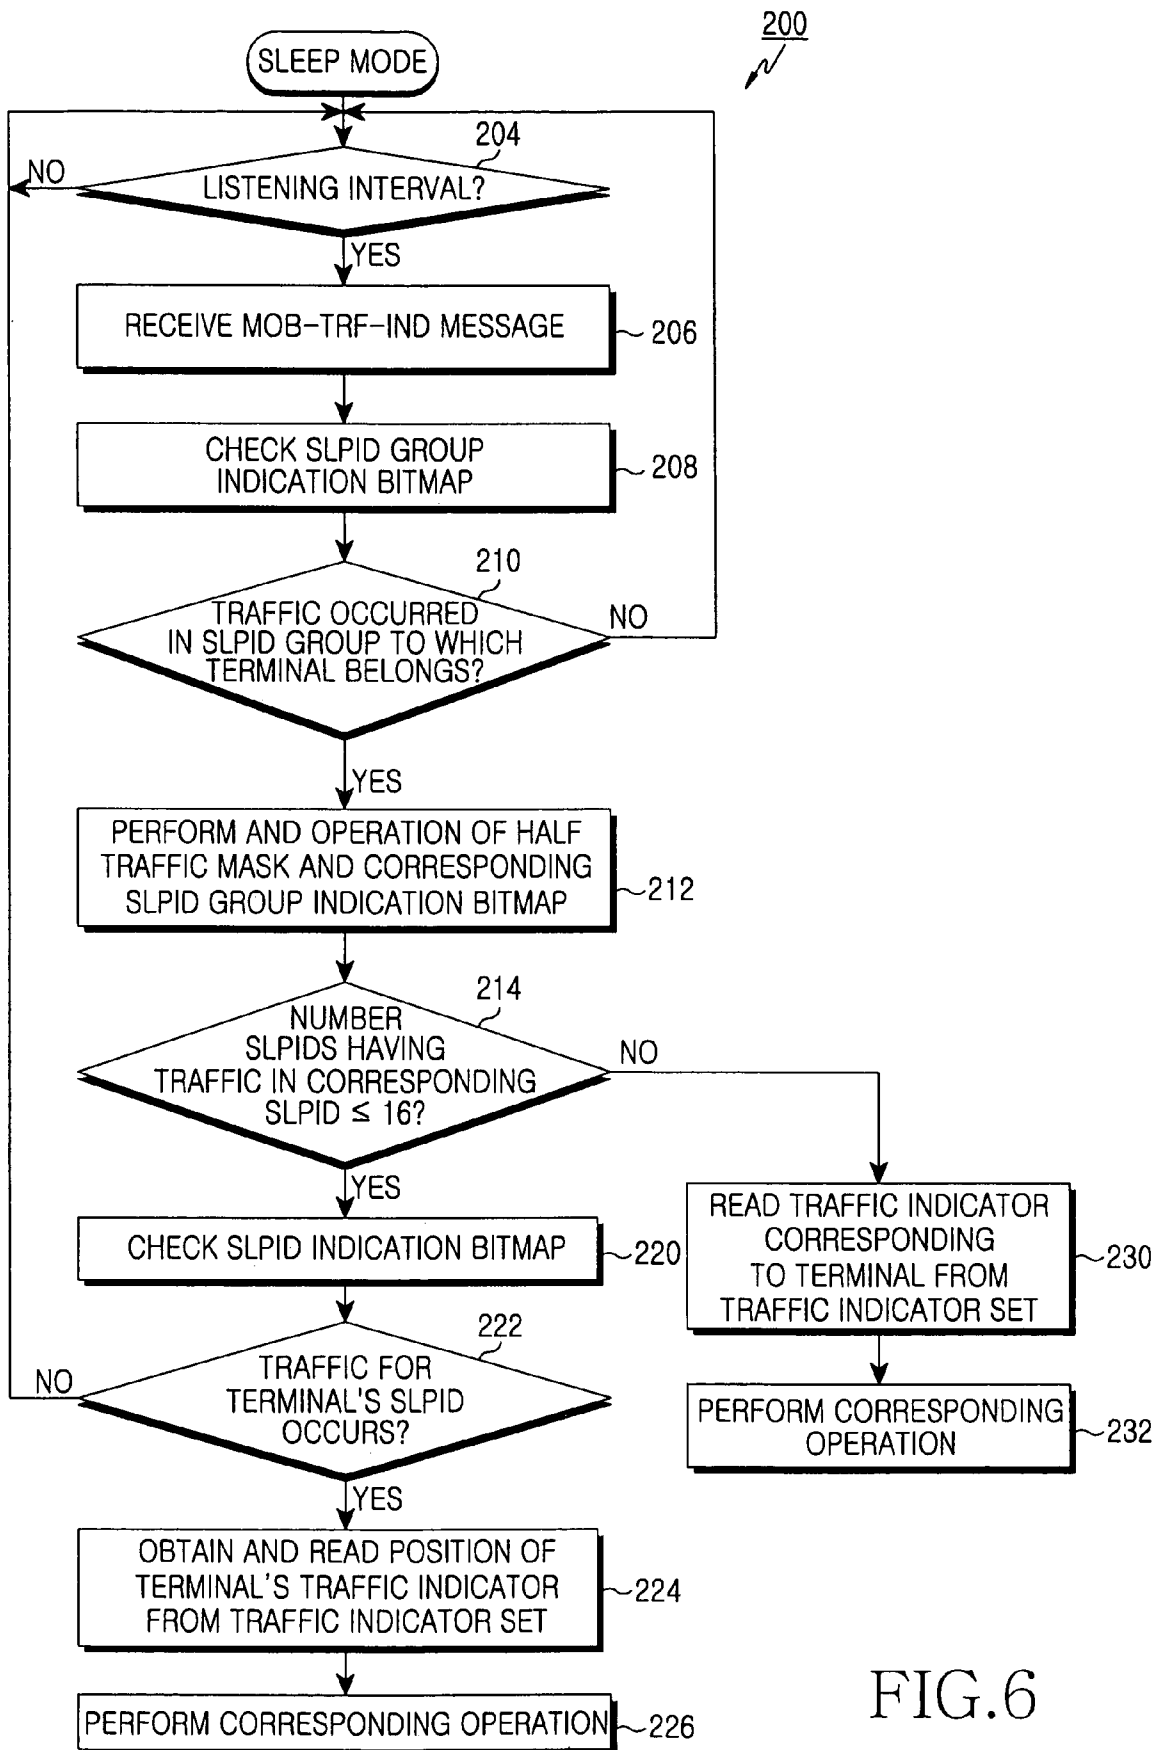 200
SLEEP MODE
204
NO
LISTENING INTERVAL?
YES
RECEIVE MOB-TRF-IND MESSAGE
206
CHECK SLPID GROUP
INDICATION BITMAP
208
210
TRAFFIC OCCURRED
IN SLPID GROUP TO WHICH
TERMINAL BELONGS?
NO
YES
PERFORM AND OPERATION OF HALF
TRAFFIC MASK AND CORRESPONDING
SLPID GROUP INDICATION BITMAP
212
214
NUMBER
SLPIDS HAVING
TRAFFIC IN CORRESPONDING
SLPID ≤ 16?
NO
YES
CHECK SLPID INDICATION BITMAP
220
READ TRAFFIC INDICATOR
CORRESPONDING
TO TERMINAL FROM
TRAFFIC INDICATOR SET
230
222
TRAFFIC FOR
TERMINAL'S SLPID
OCCURS?
NO
PERFORM CORRESPONDING
OPERATION
232
YES
OBTAIN AND READ POSITION OF
TERMINAL'S TRAFFIC INDICATOR
FROM TRAFFIC INDICATOR SET
224
PERFORM CORRESPONDING OPERATION
226
FIG.6